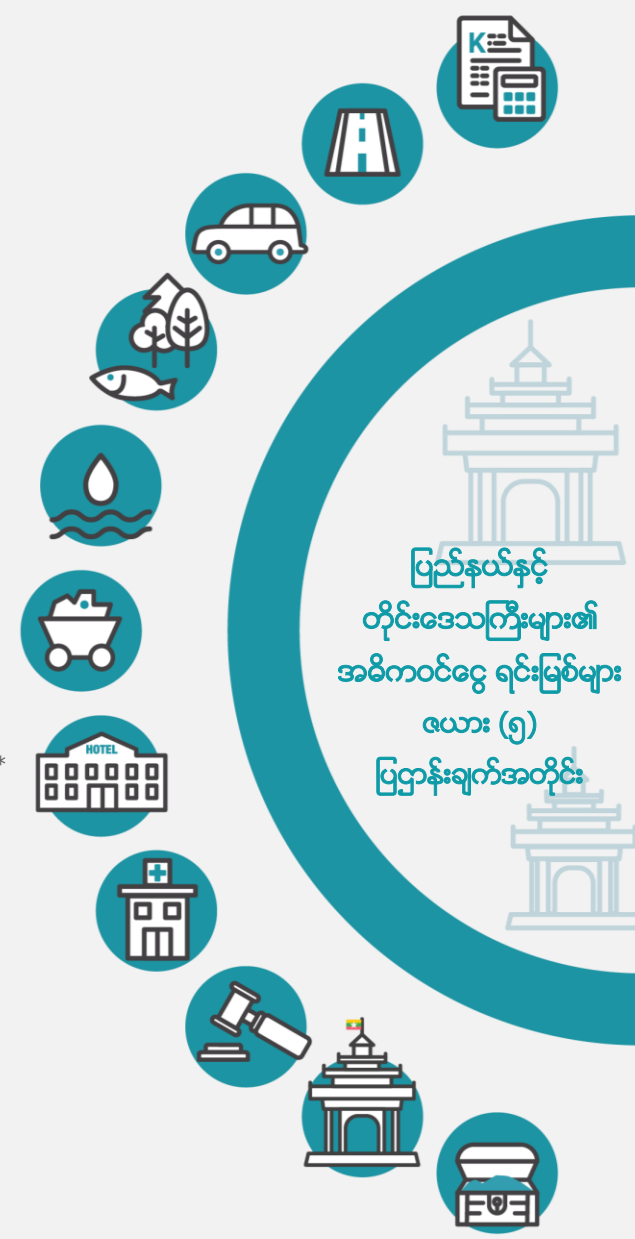 K
ပြည်နယ်နှင့်
တိုင်းဒေသကြီးများ၏
အဓိကဝင်ငွေ ရင်းမြစ်များ
ဇယား (၅)
ပြဋ္ဌာန်းချက်အတိုင်း
*
HOTEL